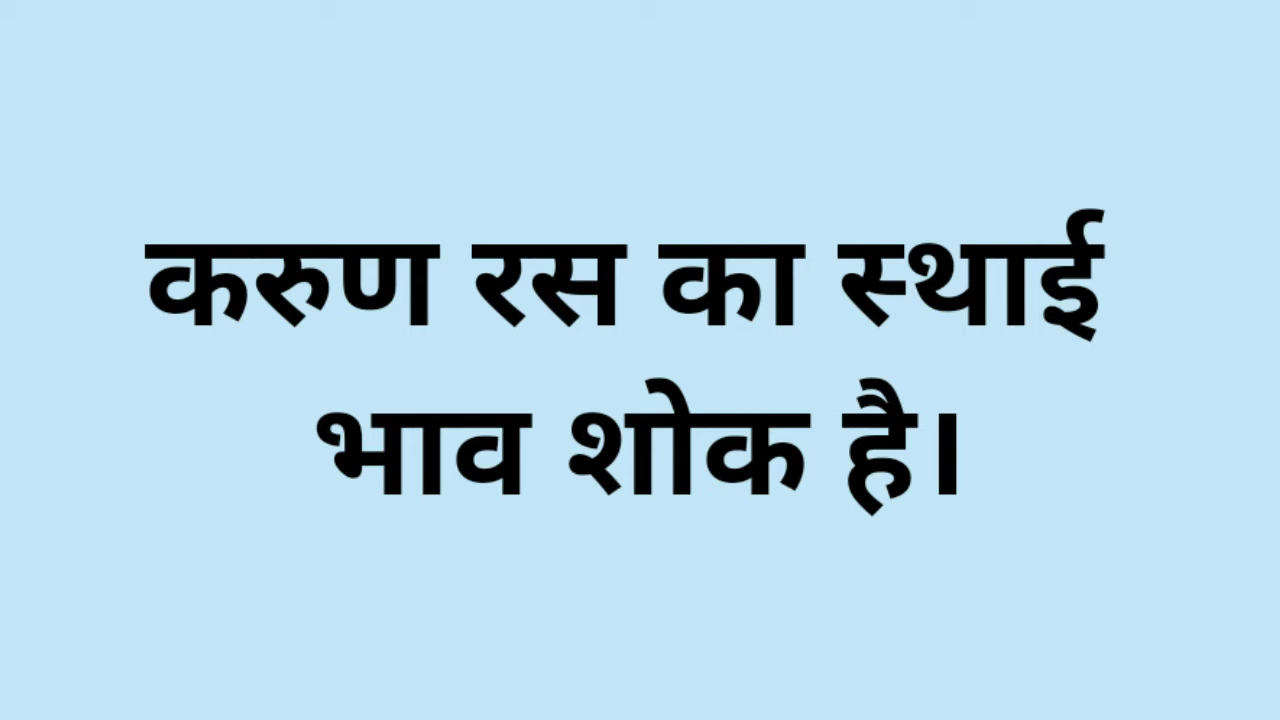 करुण रस का स्थाई
भाव शोक है।